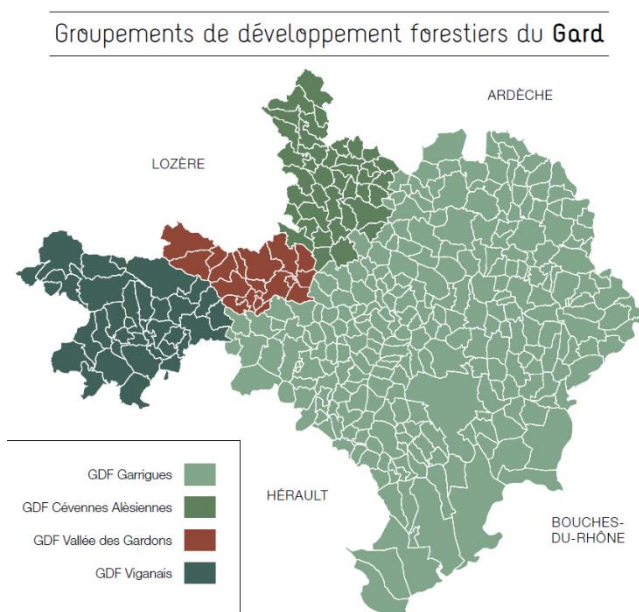 Groupements de développement forestiers du Gard
ARDÈCHE
LOZÈRE
GDF Garrigues
GDF Cévennes Alèsiennes
GDF Vallée des Gardons
GDF Viganais
HÉRAULT
BOUCHES-
DU-RHÔNE